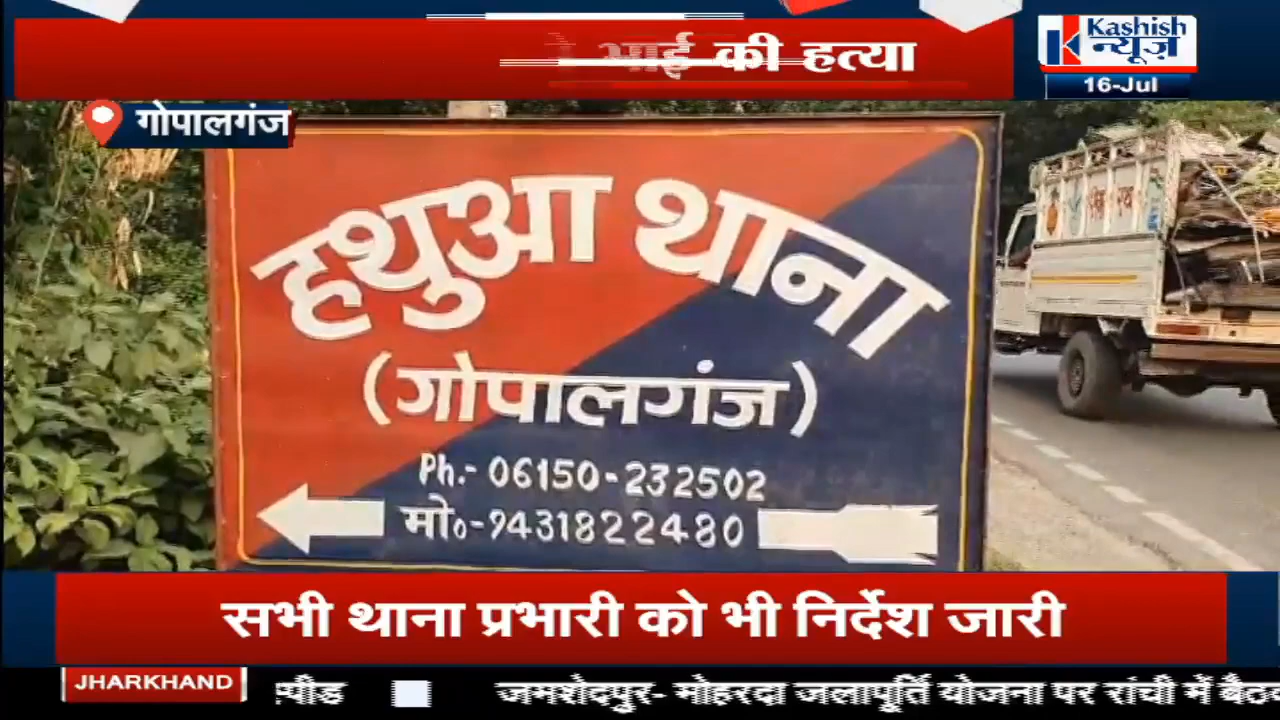 भाई की हत्या
Kashish
न्यूज़
16-Jul
गोपालगंज
हथुआ थाना
(गोपालगंज)
Ph.- 06150-232502
मो०-9431822480
सभी थाना प्रभारी को भी निर्देश जारी
JHARKHAND
स्पीड
जमशेदपुर- मोहरदा जलापूर्ति योजना पर रांची में बैठक